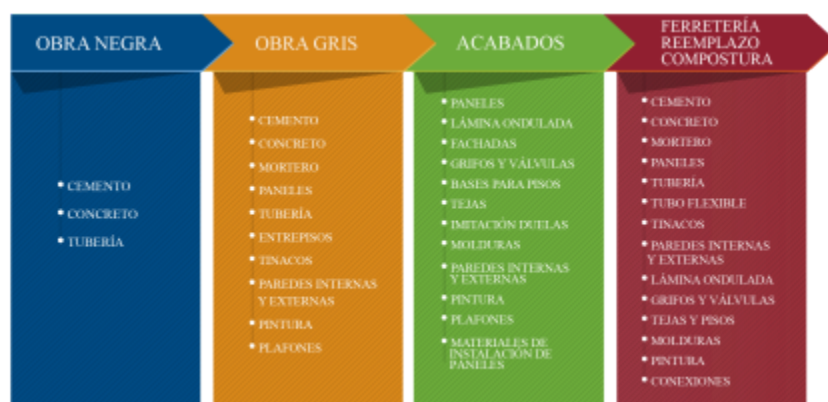 OBRA NEGRA
CEMENTO
CONCRETO
TUBERÍA
OBRA GRIS
CEMENTO
CONCRETO
MORTERO
PANELES
TUBERÍA
ENTREPISOS
TINACOS
PAREDES INTERNAS
Y EXTERNAS
PINTURA
PLAFONES
ACABADOS
PANELES
LÁMINA ONDULADA
FACHADAS
GRIFOS Y VÁLVULAS
BASES PARA PISOS
TEJAS
IMITACIÓN DUELAS
MOLDURAS
PAREDES INTERNAS
Y EXTERNAS
PINTURA
PLAFONES
MATERIALES DE
INSTALACIÓN DE
PANELES
FERRETERÍA
REEMPLAZO
COMPOSTURA
CEMENTO
CONCRETO
MORTERO
PANELES
TUBERÍA
TUBO FLEXIBLE
TINACOS
PAREDES INTERNAS
Y EXTERNAS
LÁMINA ONDULADA
GRIFOS Y VÁLVULAS
TEJAS Y PISOS
MOLDURAS
PINTURA
CONEXIONES